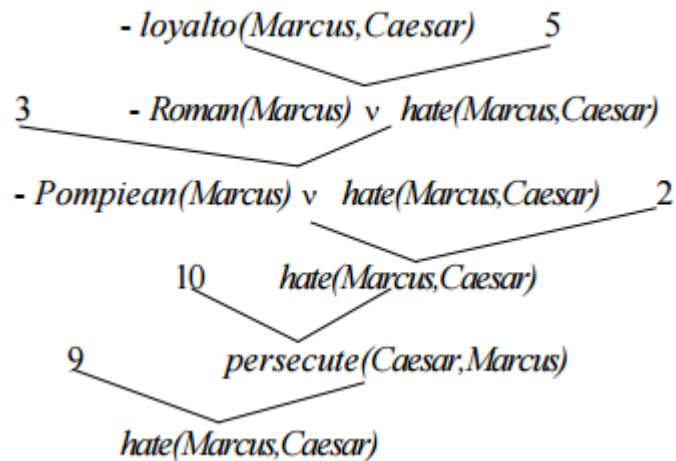 - loyalto(Marcus,Caesar) 5
3 - Roman(Marcus) v hate(Marcus,Caesar)
- Pompiean(Marcus) v hate(Marcus,Caesar) 2
10 hate(Marcus,Caesar)
9 persecute(Caesar,Marcus)
hate(Marcus,Caesar)